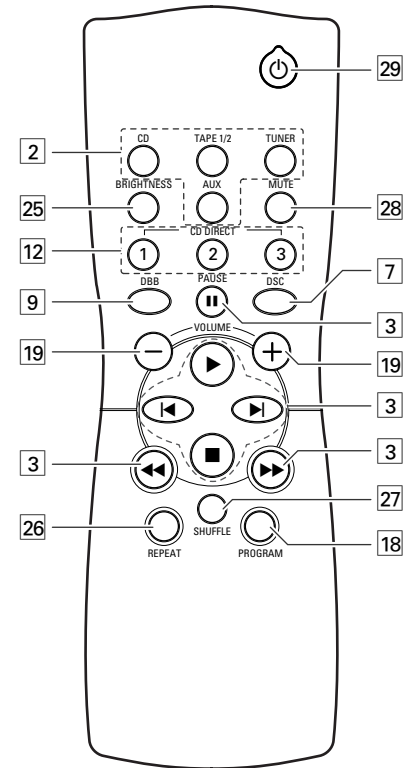 29
CD TAPE 1/2 TUNER
2
BRIGHTNESS AUX MUTE
25
28
CD DIRECT
12
1 2 3
7
DBB PAUSE DSC
9
3
VOLUME
19
19
3
3
3
27
SHUFFLE
26
18
REPEAT PROGRAM